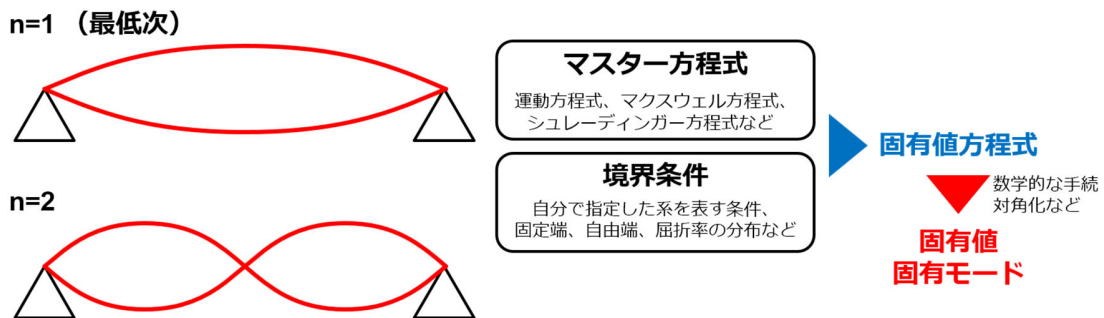 n=1 （最低次）
n=2
マスター方程式
運動方程式、マクスウェル方程式、
シュレーディンガー方程式など
境界条件
自分で指定した系を表す条件、
固定端、自由端、屈折率の分布など
固有値方程式
数学的な手続
対角化など
固有値
固有モード